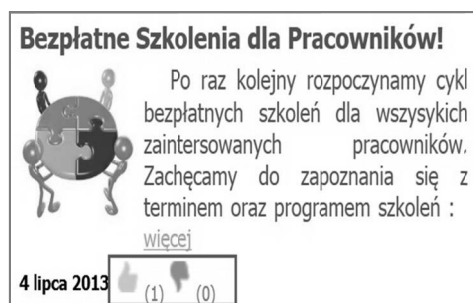 Bezpłatne Szkolenia dla Pracowników!
Po raz kolejny rozpoczynamy cykl
bezpłatnych szkoleń dla wszysykich
zaintersowanych pracowników.
Zachęcamy do zapoznania się z
terminem oraz programem szkoleń :
więcej
4 lipca 2013 (1) (0)